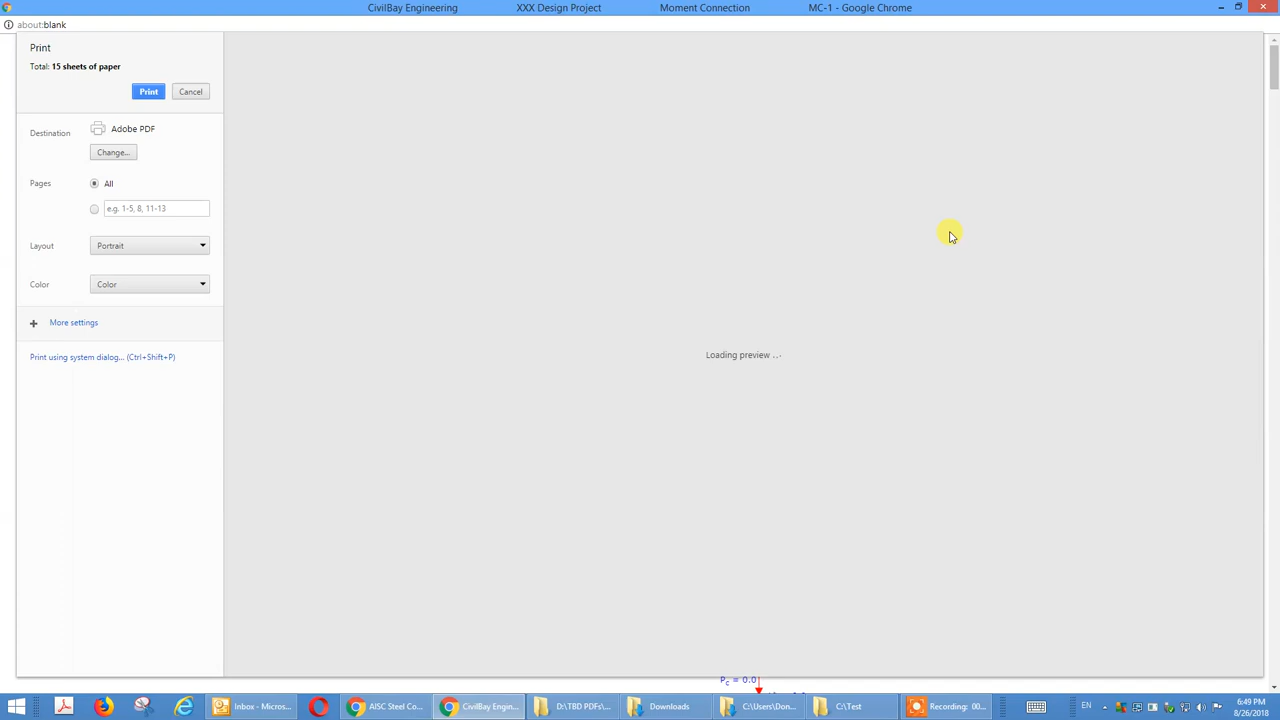 CivilBay Engineering XXX Design Project Moment Connection MC-1 - Google Chrome
about:blank
Print
Total: 15 sheets of paper
Print Cancel
Destination Adobe PDF
Change...
Pages All
e.g. 1-5, 8, 11-13
Layout Portrait
Color Color
More settings
Print using system dialog... (Ctrl+Shift+P)
Loading preview ...
Pc = 0.0
Inbox - Micros... AISC Steel Co... CivilBay Engin... D:\TBD PDFs\... Downloads C:\Users\Don... C:\Test Recording: 00... EN 6:49 PM
8/26/2018